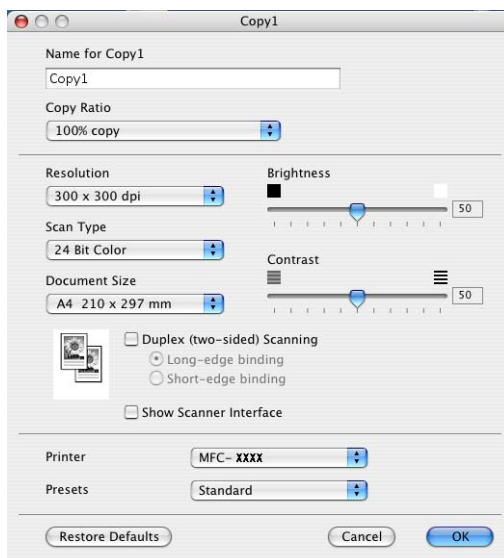 Copy1
Name for Copy1
Copy1
Copy Ratio
100% copy
Resolution
300 x 300 dpi
Scan Type
24 Bit Color
Document Size
A4 210 x 297 mm
Brightness
50
Contrast
50
Duplex (two-sided) Scanning
Long-edge binding
Short-edge binding
Show Scanner Interface
Printer
MFC- XXXX
Presets
Standard
Restore Defaults
Cancel
OK